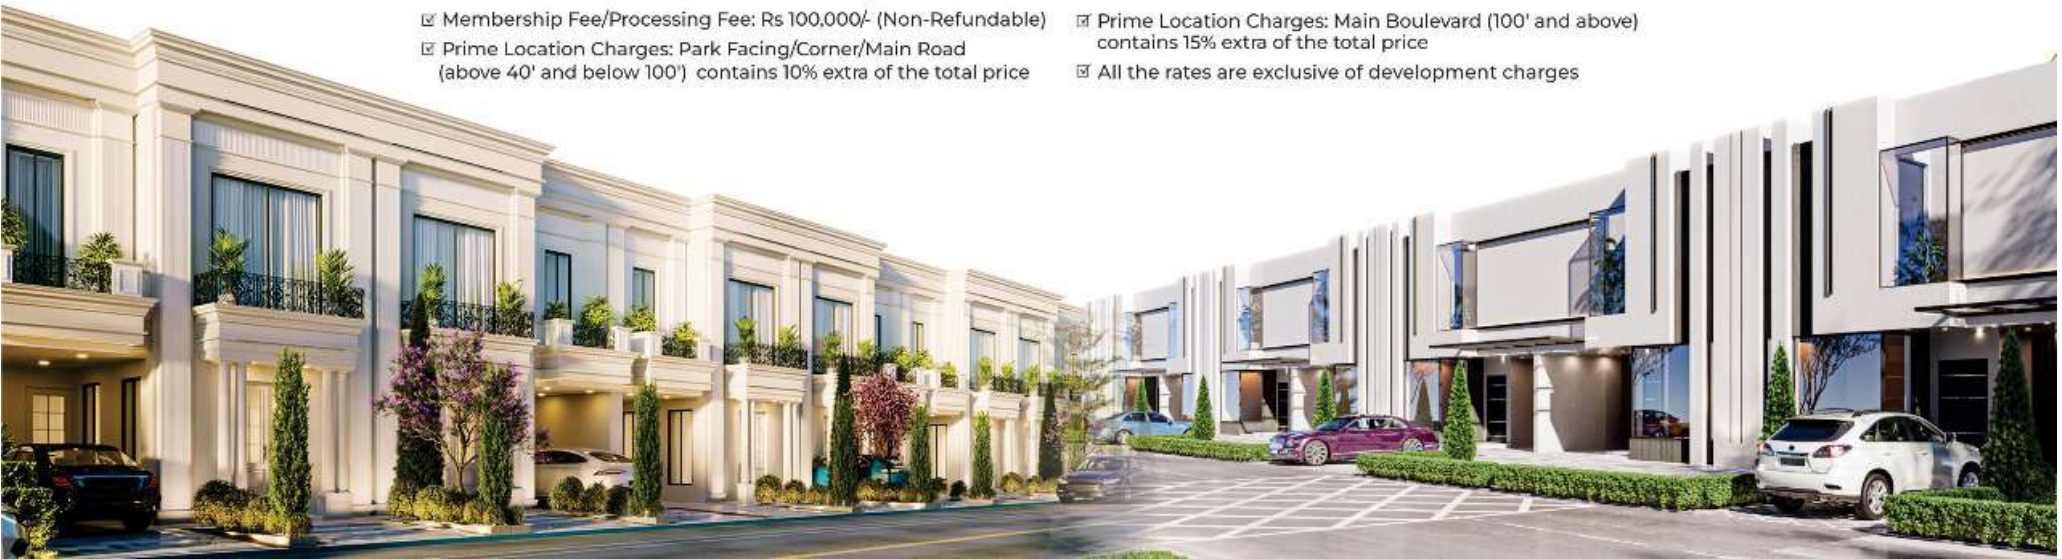 ☑ Membership Fee/Processing Fee: Rs 100,000/- (Non-Refundable)
☑ Prime Location Charges: Park Facing/Corner/Main Road
(above 40' and below 100') contains 10% extra of the total price
☑ Prime Location Charges: Main Boulevard (100' and above)
contains 15% extra of the total price
☑ All the rates are exclusive of development charges